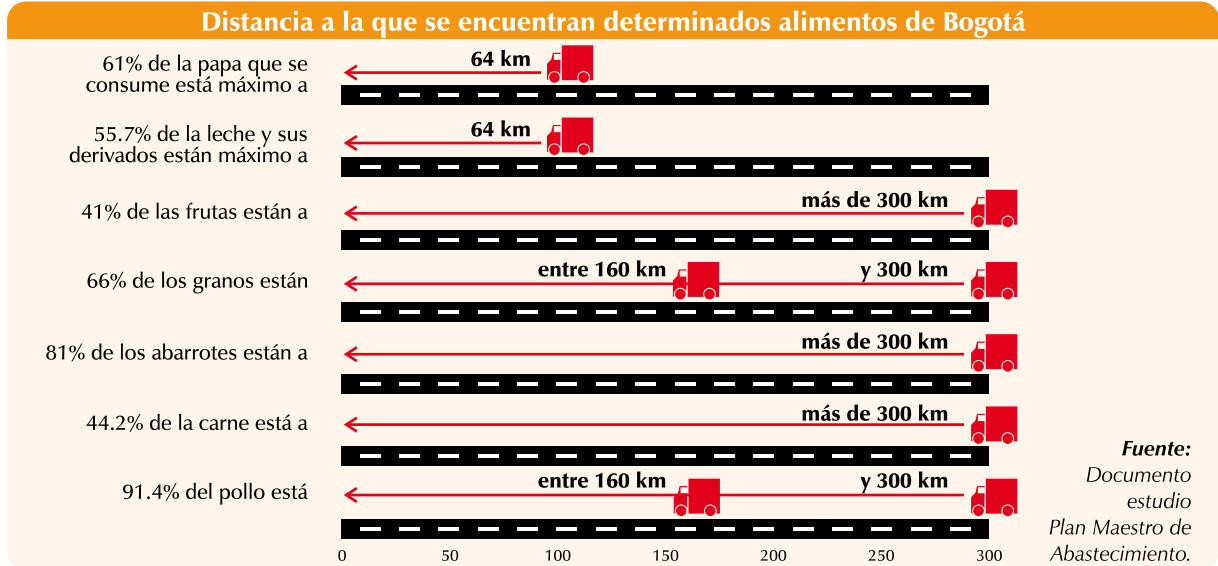 Distancia a la que se encuentran determinados alimentos de Bogotá
61% de la papa que se
consume está máximo a
64 km
55.7% de la leche y sus
derivados están máximo a
64 km
41% de las frutas están a
más de 300 km
66% de los granos están
entre 160 km
y 300 km
81% de los abarrotes están a
más de 300 km
44.2% de la carne está a
más de 300 km
91.4% del pollo está
entre 160 km
y 300 km
0 50 100 150 200 250 300
Fuente:
Documento
estudio
Plan Maestro de
Abastecimiento.